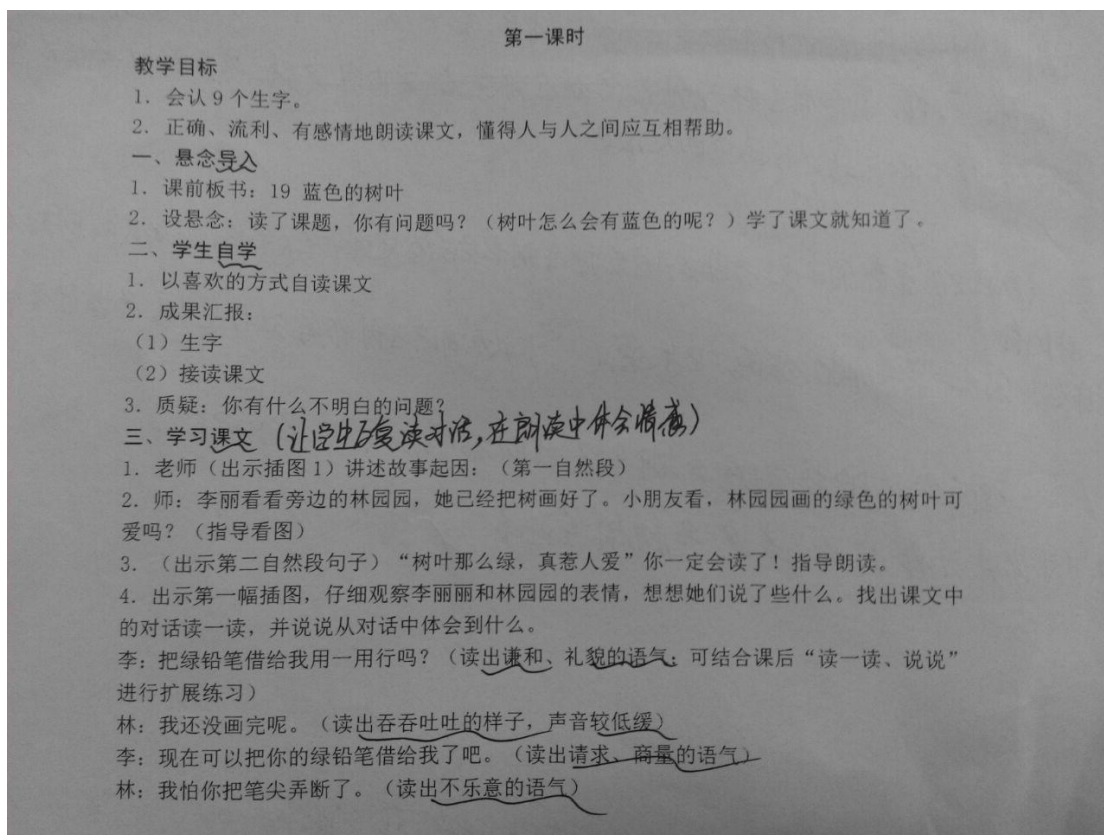 第一课时
教学目标
1. 会认9个生字。
2. 正确、流利、有感情地朗读课文，懂得人与人之间应互相帮助。
一、悬念导入
1. 课前板书：19 蓝色的树叶
2. 设悬念：读了课题，你有问题吗？（树叶怎么会有蓝色的呢？）学了课文就知道了。
二、学生自学
1. 以喜欢的方式自读课文
2. 成果汇报：
（1）生字
（2）接读课文
3. 质疑：你有什么不明白的问题？
三、学习课文（让学生反复读对话，在朗读中体会情感）
1. 老师（出示插图1）讲述故事起因：（第一自然段）
2. 师：李丽看看旁边的林园园，她已经把树画好了。小朋友看，林园园画的绿色的树叶可
爱吗？（指导看图）
3. （出示第二自然段句子）“树叶那么绿，真惹人爱”你一定会读了！指导朗读。
4. 出示第一幅插图，仔细观察李丽丽和林园园的表情，想想她们说了些什么。找出课文中
的对话读一读，并说说从对话中体会到什么。
李：把绿铅笔借给我用一用行吗？（读出谦和、礼貌的语气；可结合课后“读一读、说说”
进行扩展练习）
林：我还没画完呢。（读出吞吞吐吐的样子，声音较低缓）
李：现在可以把你的绿铅笔借给我了吧。（读出请求、商量的语气）
林：我怕你把笔尖弄断了。（读出不乐意的语气）